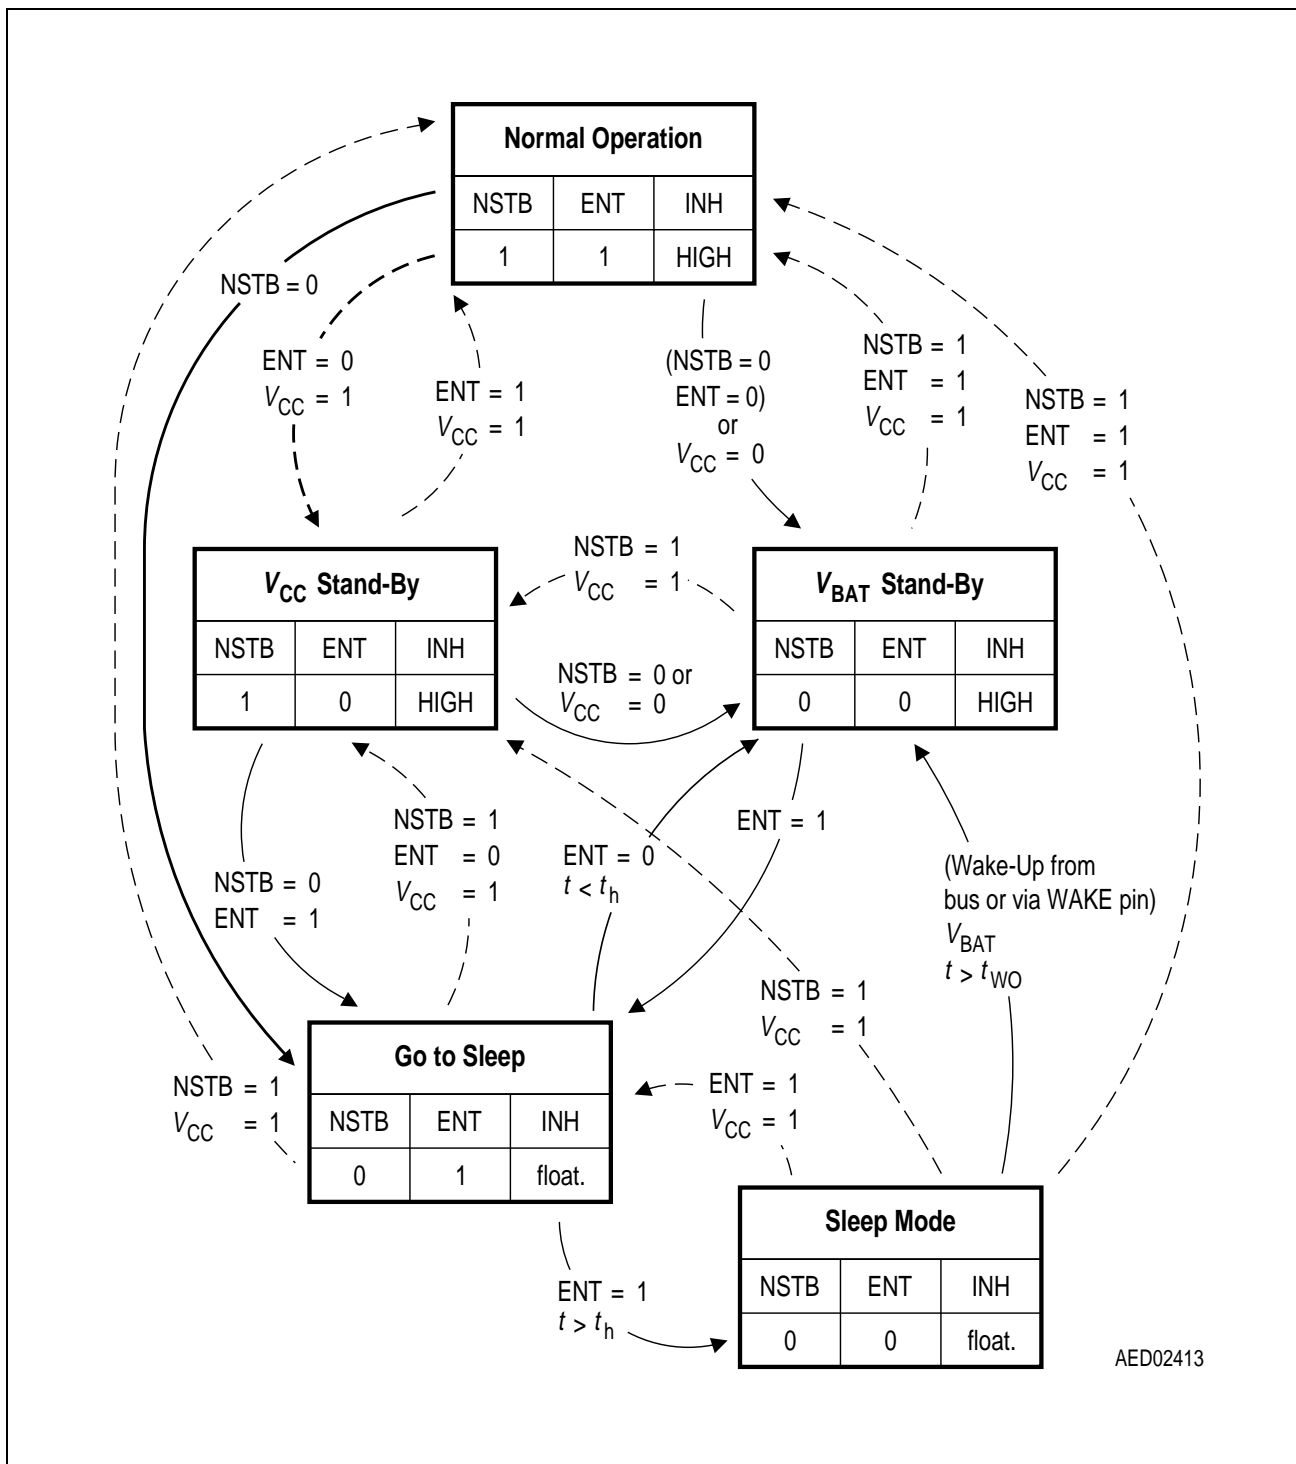 Normal Operation
NSTB ENT INH
1 1 HIGH
NSTB = 0
ENT = 0
VCC = 1
ENT = 1
VCC = 1
(NSTB = 0
ENT = 0)
or
VCC = 0
NSTB = 1
ENT = 1
VCC = 1
NSTB = 1
ENT = 1
VCC = 1
VCC Stand-By
NSTB ENT INH
1 0 HIGH
NSTB = 1
VCC = 1
NSTB = 0 or
VCC = 0
VBAT Stand-By
NSTB ENT INH
0 0 HIGH
NSTB = 0
ENT = 1
NSTB = 1
ENT = 0
VCC = 1
ENT = 0
t < th
ENT = 1
(Wake-Up from
bus or via WAKE pin)
VBAT
t > tWO
NSTB = 1
VCC = 1
NSTB = 1
VCC = 1
Go to Sleep
NSTB ENT INH
0 1 float.
ENT = 1
VCC = 1
ENT = 1
t > th
Sleep Mode
NSTB ENT INH
0 0 float.
AED02413